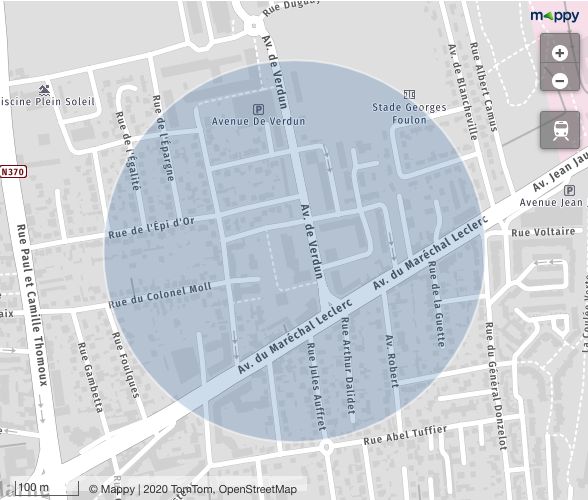 Rue Duguay
mappy
Av. de Verdun
Rue Albert Camus
Av. de Blancheville
iscine Plein Soleil
Stade Georges
Foulon
Avenue De Verdun
Rue de l'Épargne
Rue de l'Égalité
N370
Av. Jean Jau
Avenue Jean J
Rue de l'Épi d'Or
Av. de Verdun
Av. du Maréchal Leclerc
Rue Voltaire
Rue Paul et Camille Thomoux
Rue de la Guette
Rue du Colonel Moll
aix
Av. du Maréchal Leclerc
Rue Foulques
Rue Gambetta
Rue Jules Auffret
Rue Arthur Dalidet
Av. Robert
Rue du Général Donzelot
Rue Abel Tuffier
100 m
© Mappy | 2020 TomTom, OpenStreetMap